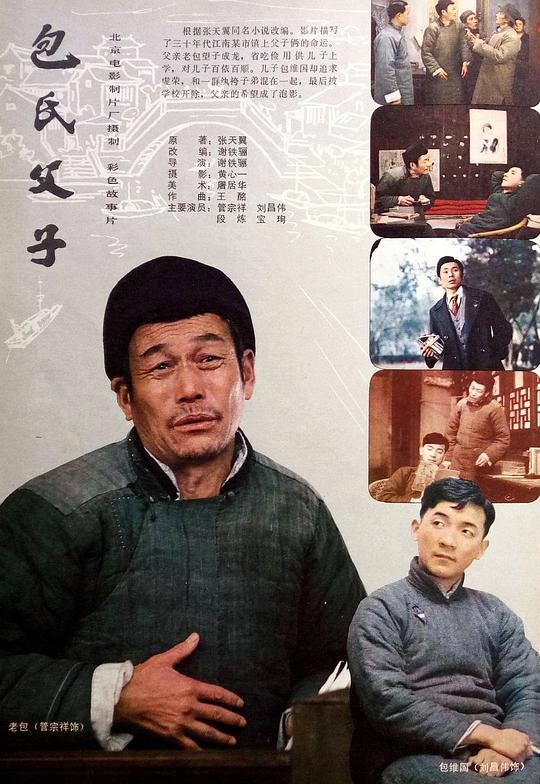 包氏父子
北京电影制片厂摄制 彩色故事片
根据张天翼同名小说改编。影片描写
了三十年代江南某市镇上父子俩的命运。
父亲老包望子成龙，省吃俭用供儿子上
学，对儿子百依百顺。儿子包维国却追求
虚荣，和一群纨袴子弟混在一起，最后被
学校开除，父亲的希望成了泡影。
原　　著：张天翼
改　　编：谢铁骊
导　　演：谢铁骊
摄　　影：黄心一
美　　术：屠居华
作　　曲：王　酩
主要演员：管宗祥　刘昌伟
段　炼　宝　珣
老包（管宗祥饰）
包维国（刘昌伟饰）